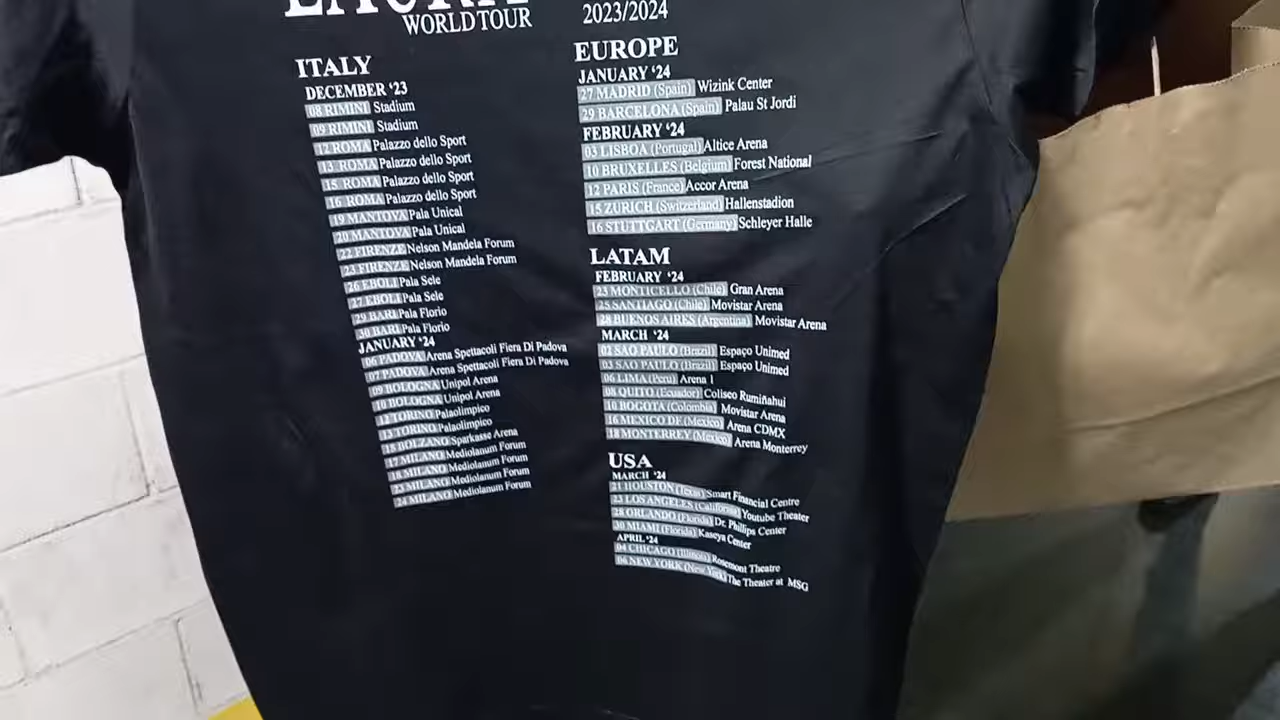 LAURA
WORLD TOUR
2023/2024
ITALY
DECEMBER ‘23
08 RIMINI Stadium
09 RIMINI Stadium
12 ROMA Palazzo dello Sport
13 ROMA Palazzo dello Sport
15 ROMA Palazzo dello Sport
16 ROMA Palazzo dello Sport
19 MANTOVA Pala Unical
20 MANTOVA Pala Unical
22 FIRENZE Nelson Mandela Forum
23 FIRENZE Nelson Mandela Forum
26 EBOLI Pala Sele
27 EBOLI Pala Sele
29 BARI Pala Florio
30 BARI Pala Florio
JANUARY ‘24
06 PADOVA Arena Spettacoli Fiera Di Padova
07 PADOVA Arena Spettacoli Fiera Di Padova
09 BOLOGNA Unipol Arena
10 BOLOGNA Unipol Arena
12 TORINO Palaolimpico
13 TORINO Palaolimpico
15 BOLZANO Sparkasse Arena
17 MILANO Mediolanum Forum
18 MILANO Mediolanum Forum
23 MILANO Mediolanum Forum
24 MILANO Mediolanum Forum
EUROPE
JANUARY ‘24
27 MADRID (Spain) Wizink Center
29 BARCELONA (Spain) Palau St Jordi
FEBRUARY ‘24
03 LISBOA (Portugal) Altice Arena
10 BRUXELLES (Belgium) Forest National
12 PARIS (France) Accor Arena
15 ZURICH (Switzerland) Hallenstadion
16 STUTTGART (Germany) Schleyer Halle
LATAM
FEBRUARY ‘24
23 MONTICELLO (Chile) Gran Arena
25 SANTIAGO (Chile) Movistar Arena
28 BUENOS AIRES (Argentina) Movistar Arena
MARCH ‘24
02 SAO PAULO (Brazil) Espaço Unimed
03 SAO PAULO (Brazil) Espaço Unimed
06 LIMA (Peru) Arena 1
08 QUITO (Ecuador) Coliseo Rumiñahui
10 BOGOTA (Colombia) Movistar Arena
16 MEXICO DF (Mexico) Arena CDMX
18 MONTERREY (Mexico) Arena Monterrey
USA
MARCH ‘24
21 HOUSTON (Texas) Smart Financial Centre
23 LOS ANGELES (California) Youtube Theater
28 ORLANDO (Florida) Dr. Phillips Center
30 MIAMI (Florida) Kaseya Center
APRIL ‘24
04 CHICAGO (Illinois) Rosemont Theatre
06 NEW YORK (New York) The Theater at MSG